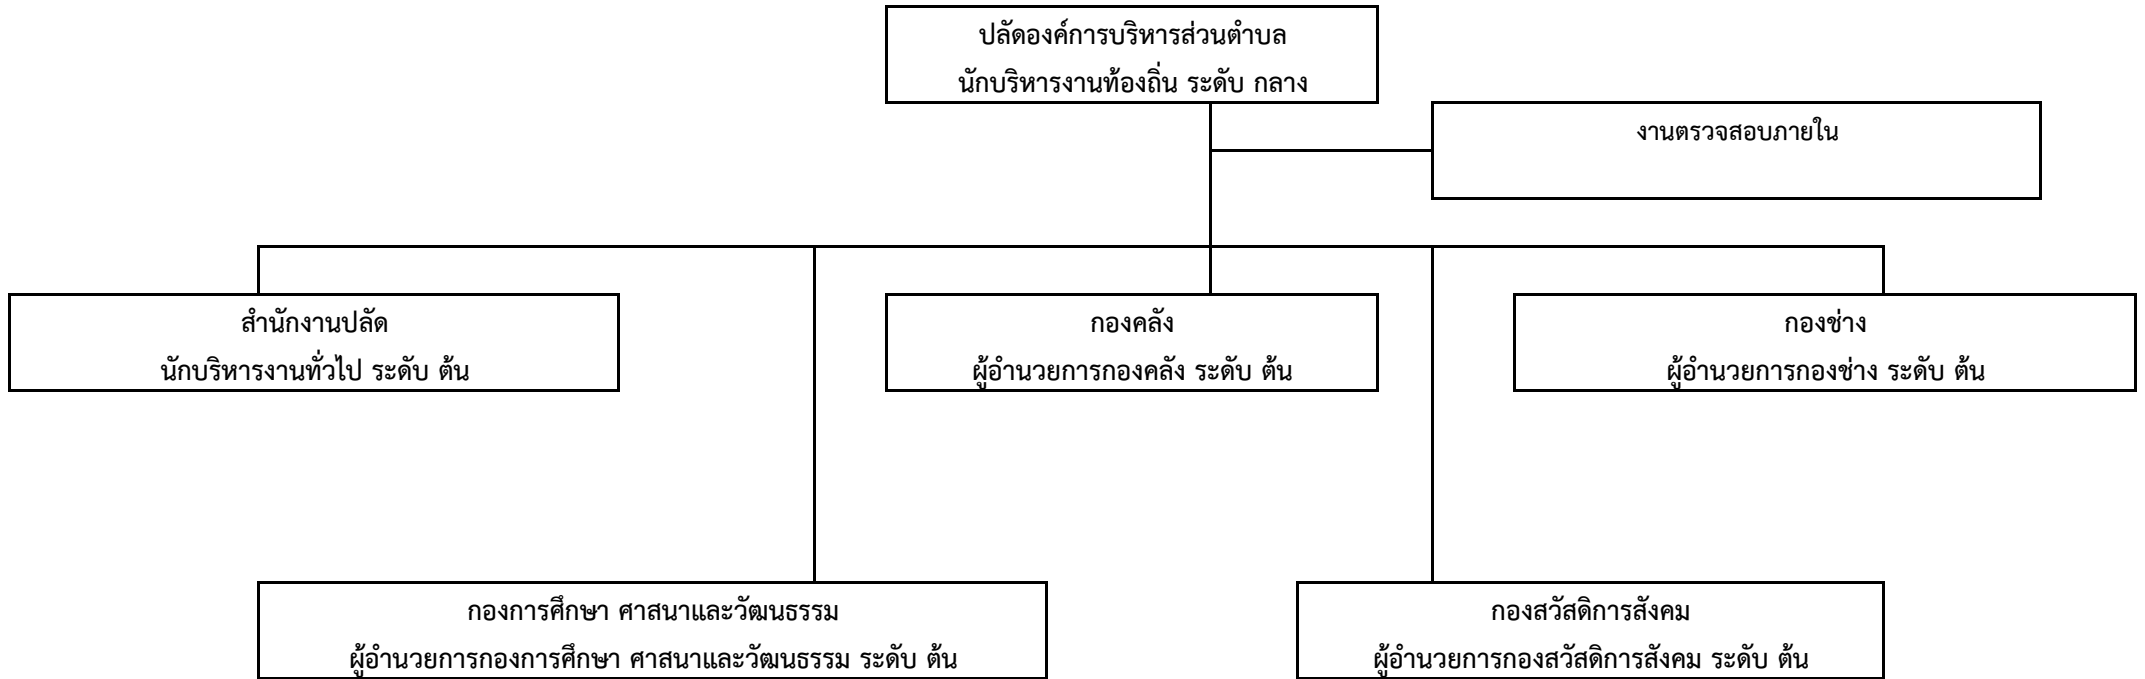 ปลัดองค์การบริหารส่วนตำบล
นักบริหารงานท้องถิ่น ระดับ กลาง
งานตรวจสอบภายใน
สำนักงานปลัด
นักบริหารงานทั่วไป ระดับ ต้น
กองคลัง
ผู้อำนวยการกองคลัง ระดับ ต้น
กองช่าง
ผู้อำนวยการกองช่าง ระดับ ต้น
กองการศึกษา ศาสนาและวัฒนธรรม
ผู้อำนวยการกองการศึกษา ศาสนาและวัฒนธรรม ระดับ ต้น
กองสวัสดิการสังคม
ผู้อำนวยการกองสวัสดิการสังคม ระดับ ต้น